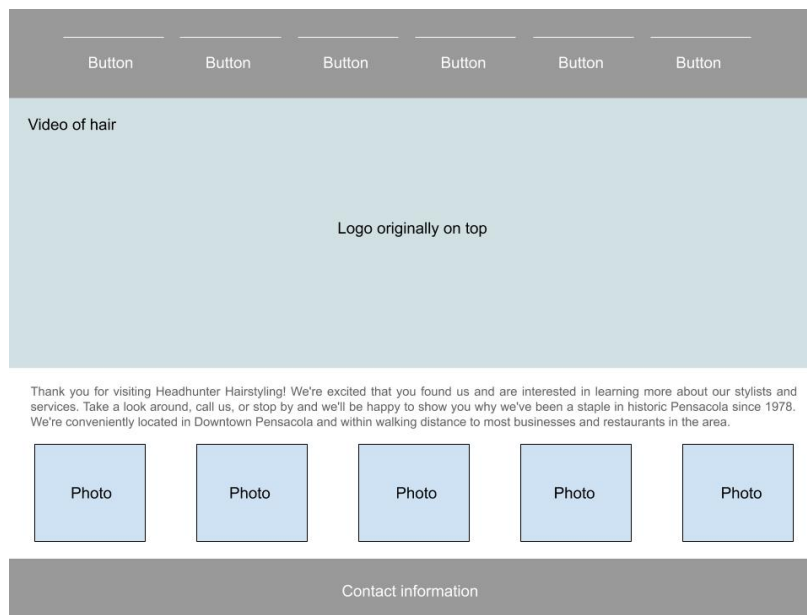 Button Button Button Button Button Button
Video of hair
Logo originally on top
Thank you for visiting Headhunter Hairstyling! We're excited that you found us and are interested in learning more about our stylists and
services. Take a look around, call us, or stop by and we'll be happy to show you why we've been a staple in historic Pensacola since 1978.
We're conveniently located in Downtown Pensacola and within walking distance to most businesses and restaurants in the area.
Photo Photo Photo Photo Photo
Contact information